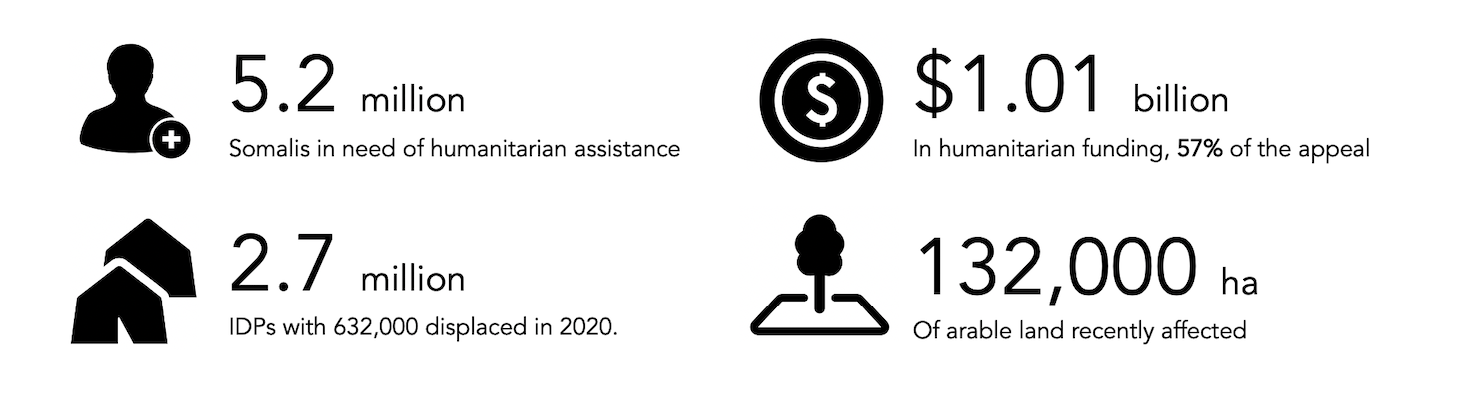 5.2 million
Somalis in need of humanitarian assistance
$1.01 billion
In humanitarian funding, 57% of the appeal
2.7 million
IDPs with 632,000 displaced in 2020.
132,000 ha
Of arable land recently affected